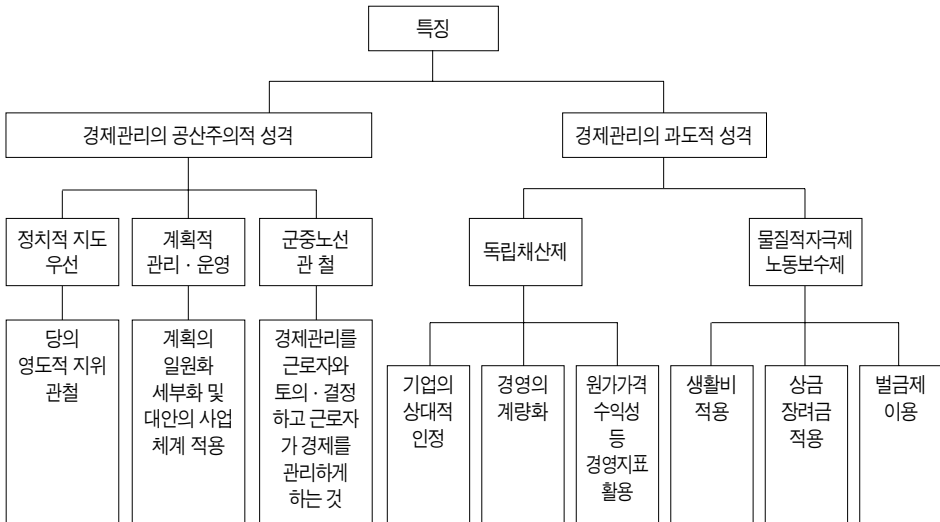 특징
경제관리의 공산주의적 성격
경제관리의 과도적 성격
정치적 지도
우선
계획적
관리 · 운영
군중노선
관 철
독립채산제
물질적자극제
노동보수제
당의
영도적 지위
관철
계획의
일원화
세부화 및
대안의 사업
체계 적용
경제관리를
근로자와
토의 · 결정
하고 근로자
가 경제를
관리하게
하는 것
기업의
상대적
인정
경영의
계량화
원가가격
수익성
등
경영지표
활용
생활비
적용
상금
장려금
적용
벌금제
이용